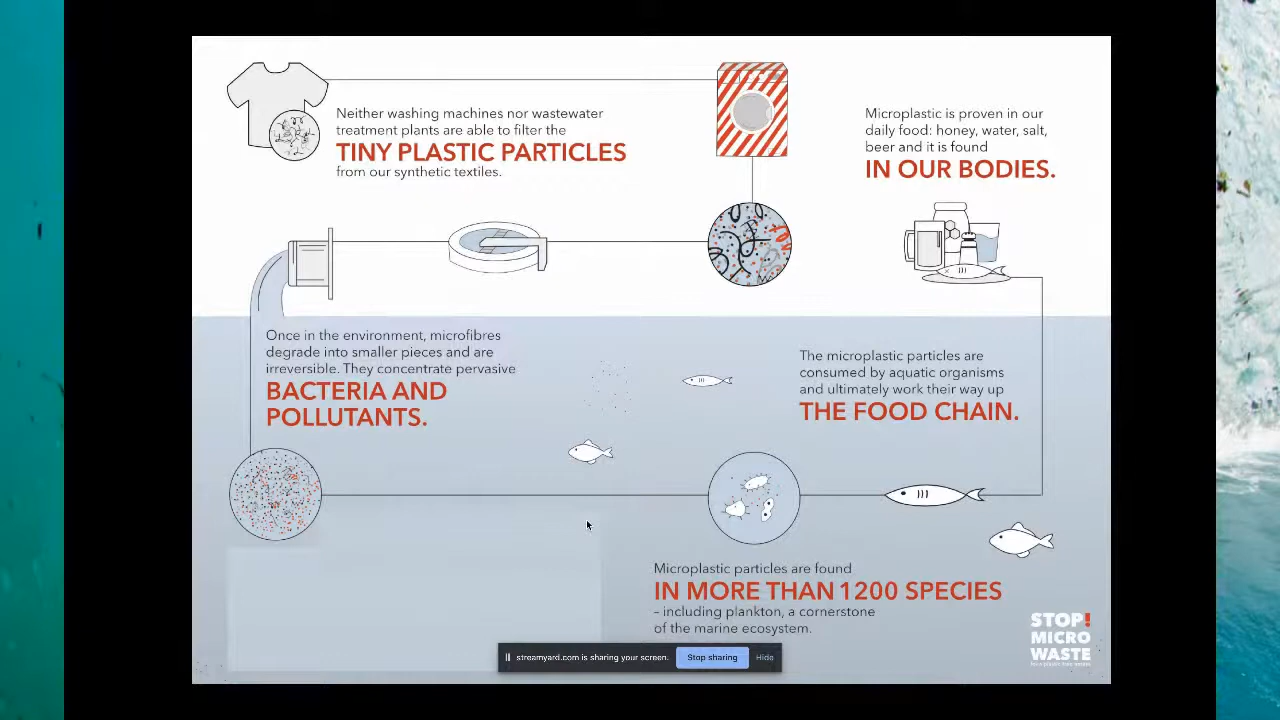 Neither washing machines nor wastewater
treatment plants are able to filter the
TINY PLASTIC PARTICLES
from our synthetic textiles.
Microplastic is proven in our
daily food: honey, water, salt,
beer and it is found
IN OUR BODIES.
Once in the environment, microfibres
degrade into smaller pieces and are
irreversible. They concentrate pervasive
BACTERIA AND
POLLUTANTS.
The microplastic particles are
consumed by aquatic organisms
and ultimately work their way up
THE FOOD CHAIN.
Microplastic particles are found
IN MORE THAN 1200 SPECIES
– including plankton, a cornerstone
of the marine ecosystem.
STOP!
MICRO
WASTE
streamyard.com is sharing your screen.
Stop sharing
Hide